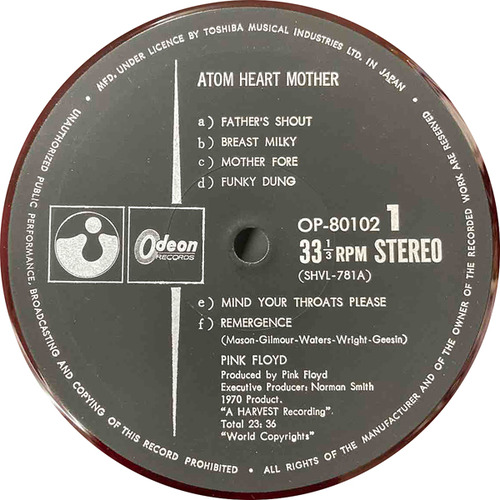 • MFD. UNDER LICENCE BY TOSHIBA MUSICAL INDUSTRIES LTD. IN JAPAN •
UNAUTHORIZED PUBLIC PERFORMANCE, BROADCASTING AND COPYING OF THIS RECORD PROHIBITED • ALL RIGHTS OF THE MANUFACTURER AND OF THE OWNER OF THE RECORDED WORK ARE RESERVED
ATOM HEART MOTHER
a) FATHER'S SHOUT
b) BREAST MILKY
c) MOTHER FORE
d) FUNKY DUNG
Odeon
RECORDS
OP-80102 1
33 1/3 RPM STEREO
(SHVL-781A)
e) MIND YOUR THROATS PLEASE
f) REMERGENCE
(Mason-Gilmour-Waters-Wright-Geesin)
PINK FLOYD
Produced by Pink Floyd
Executive Producer: Norman Smith
1970 Product.
"A HARVEST Recording".
Total 23: 36
"World Copyrights"